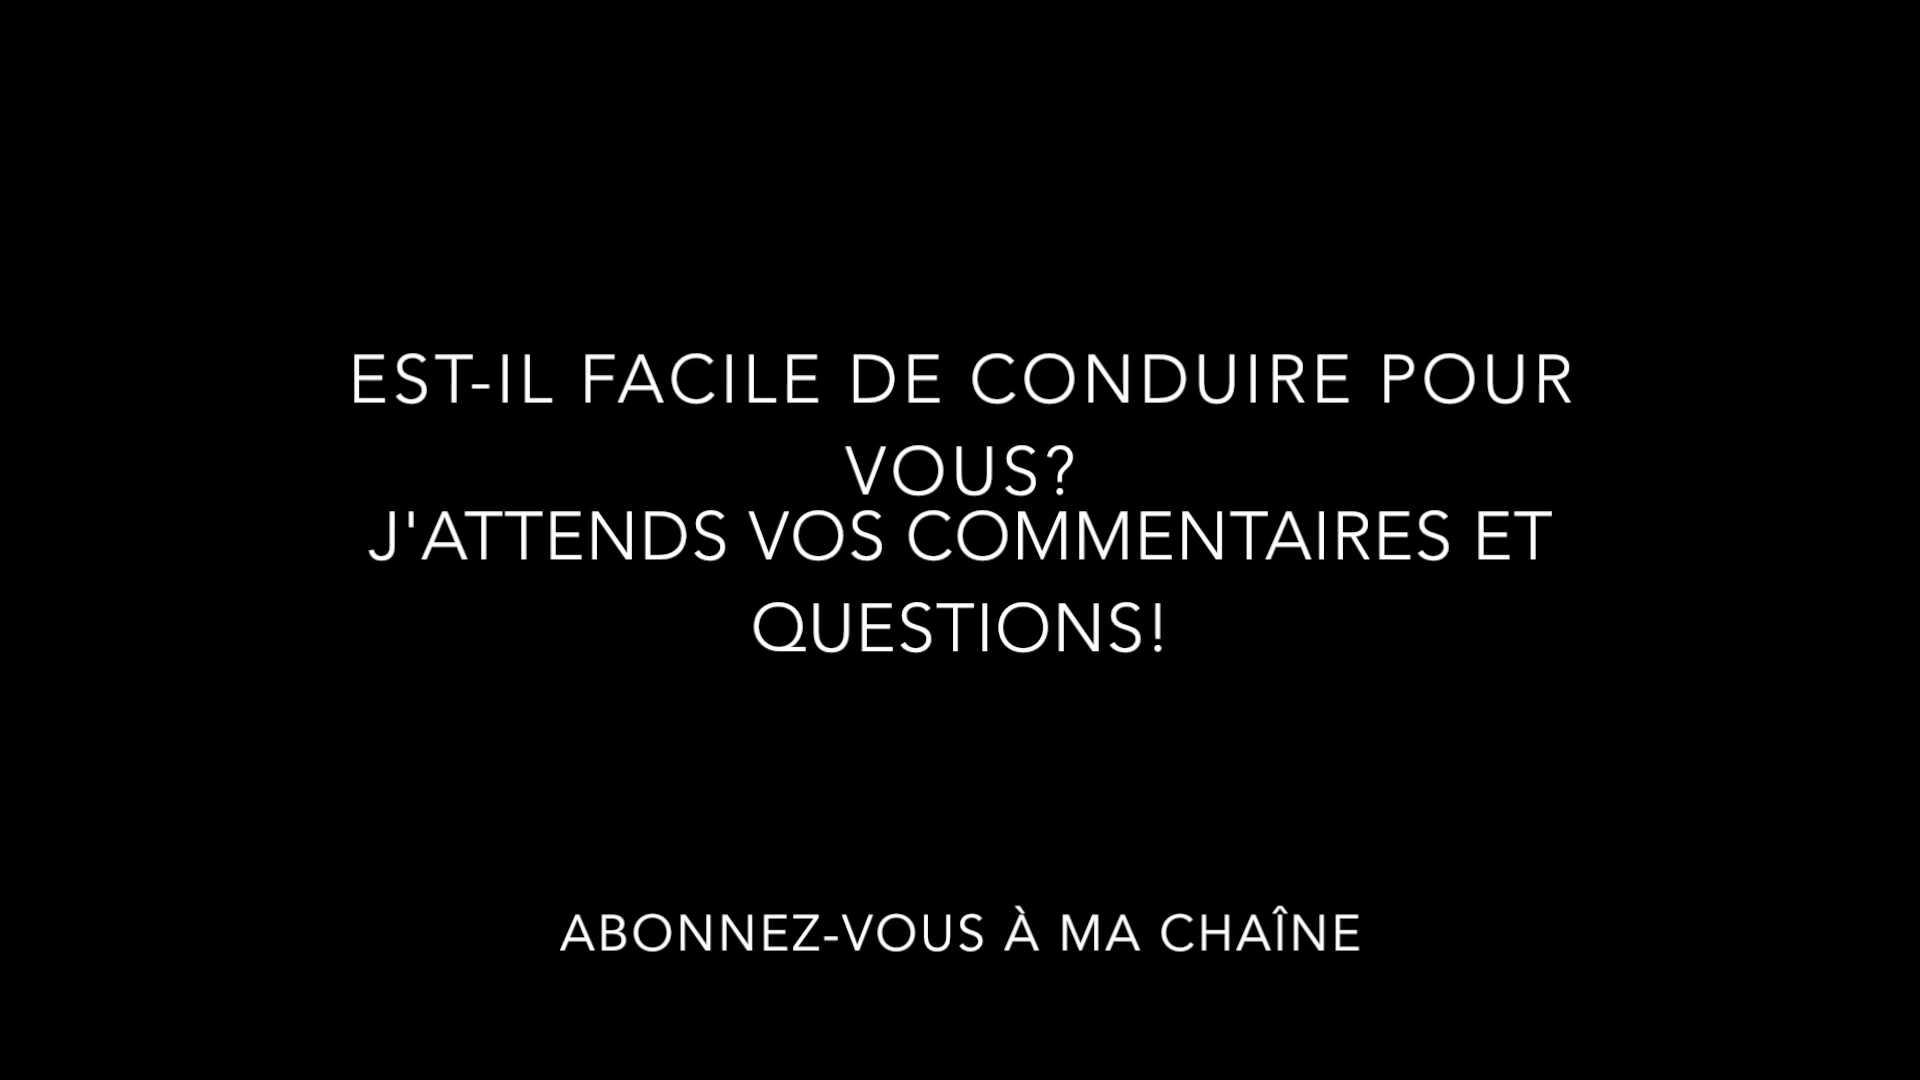 EST-IL FACILE DE CONDUIRE POUR
VOUS?
J'ATTENDS VOS COMMENTAIRES ET
QUESTIONS!
ABONNEZ-VOUS À MA CHAÎNE